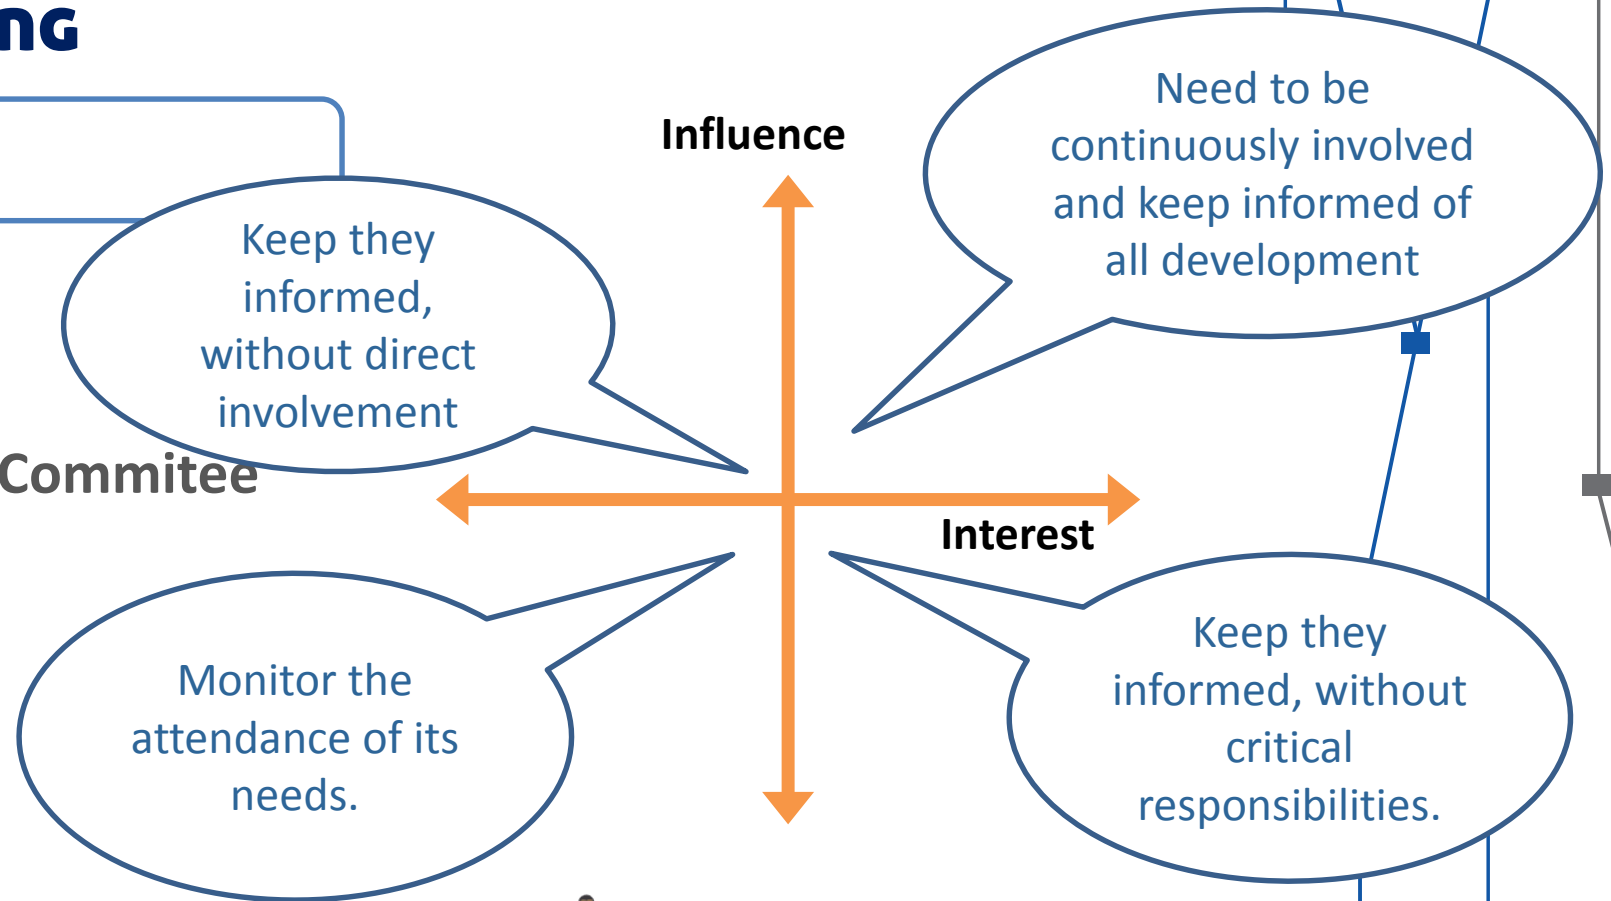 ng
Influence
Need to be
continuously involved
and keep informed of
all development
Keep they
informed,
without direct
involvement
Commitee
Interest
Monitor the
attendance of its
needs.
Keep they
informed, without
critical
responsibilities.